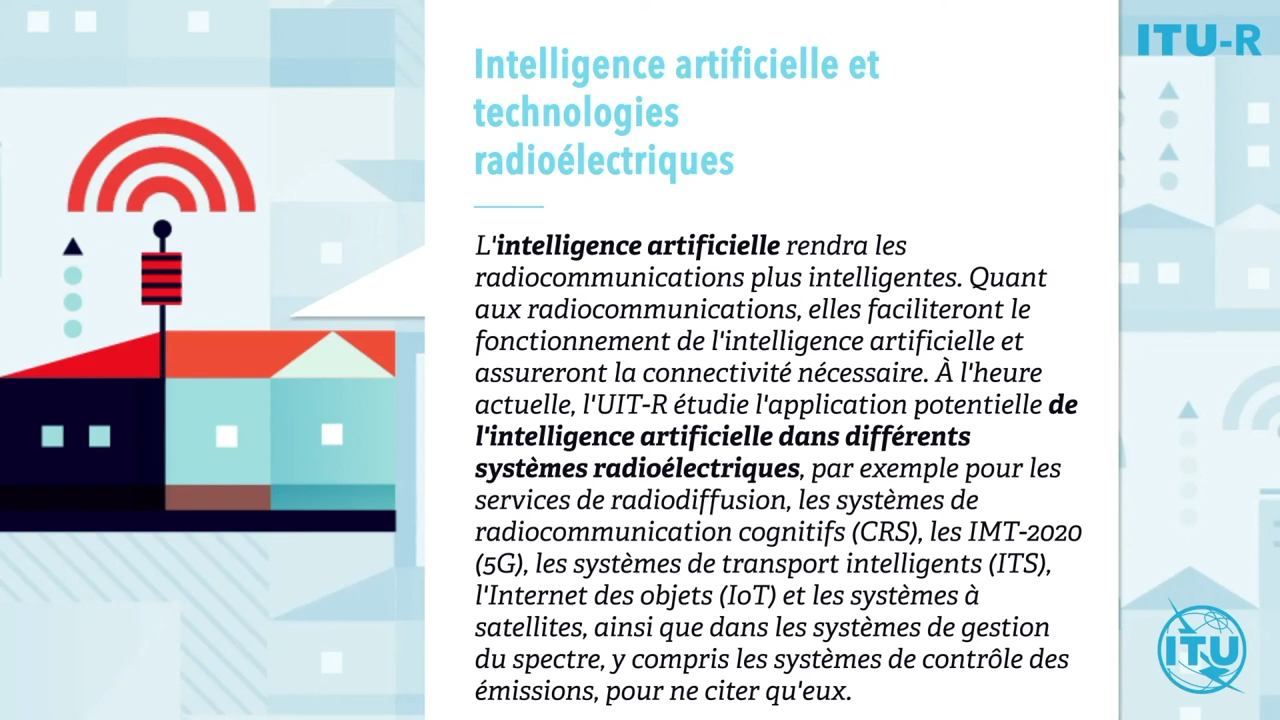 ITU-R
Intelligence artificielle et
technologies
radioélectriques
L'intelligence artificielle rendra les
radiocommunications plus intelligentes. Quant
aux radiocommunications, elles faciliteront le
fonctionnement de l'intelligence artificielle et
assureront la connectivité nécessaire. À l'heure
actuelle, l'UIT-R étudie l'application potentielle de
l'intelligence artificielle dans différents
systèmes radioélectriques, par exemple pour les
services de radiodiffusion, les systèmes de
radiocommunication cognitifs (CRS), les IMT-2020
(5G), les systèmes de transport intelligents (ITS),
l'Internet des objets (IoT) et les systèmes à
satellites, ainsi que dans les systèmes de gestion
du spectre, y compris les systèmes de contrôle des
émissions, pour ne citer qu'eux.
ITU